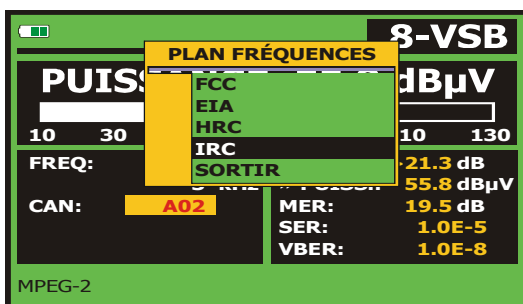 8-VSB
PLAN FRÉQUENCES
FCC
EIA
HRC
IRC
SORTIR
dBµV
10 30 10 130
FREQ:
21.3 dB
55.8 dBµV
CAN: A02
MER: 19.5 dB
SER: 1.0E-5
VBER: 1.0E-8
MPEG-2